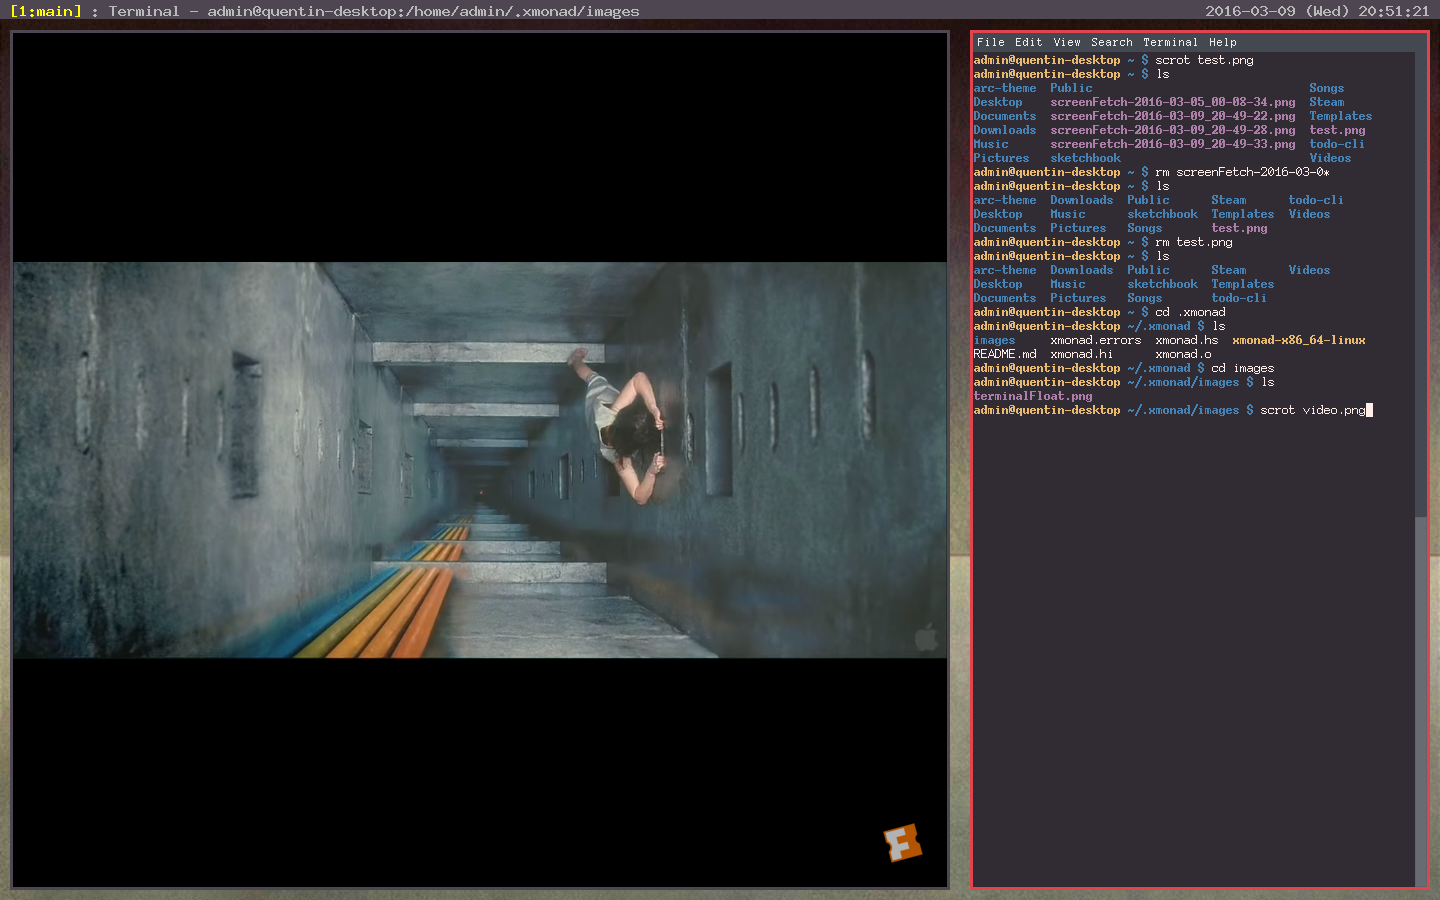 [1:main] : Terminal - admin@quentin-desktop:/home/admin/.xmonad/images 2016-03-09 (Wed) 20:51:21
File Edit View Search Terminal Help
admin@quentin-desktop ~ $ scrot test.png
admin@quentin-desktop ~ $ ls
arc-theme Public Songs
Desktop screenFetch-2016-03-05_00-08-34.png Steam
Documents screenFetch-2016-03-09_20-49-22.png Templates
Downloads screenFetch-2016-03-09_20-49-28.png test.png
Music screenFetch-2016-03-09_20-49-33.png todo-cli
Pictures sketchbook Videos
admin@quentin-desktop ~ $ rm screenFetch-2016-03-0*
admin@quentin-desktop ~ $ ls
arc-theme Downloads Public Steam todo-cli
Desktop Music sketchbook Templates Videos
Documents Pictures Songs test.png
admin@quentin-desktop ~ $ rm test.png
admin@quentin-desktop ~ $ ls
arc-theme Downloads Public Steam Videos
Desktop Music sketchbook Templates
Documents Pictures Songs todo-cli
admin@quentin-desktop ~ $ cd .xmonad
admin@quentin-desktop ~/.xmonad $ ls
images xmonad.errors xmonad.hs xmonad-x86_64-linux
README.md xmonad.hi xmonad.o
admin@quentin-desktop ~/.xmonad $ cd images
admin@quentin-desktop ~/.xmonad/images $ ls
terminalFloat.png
admin@quentin-desktop ~/.xmonad/images $ scrot video.png
F